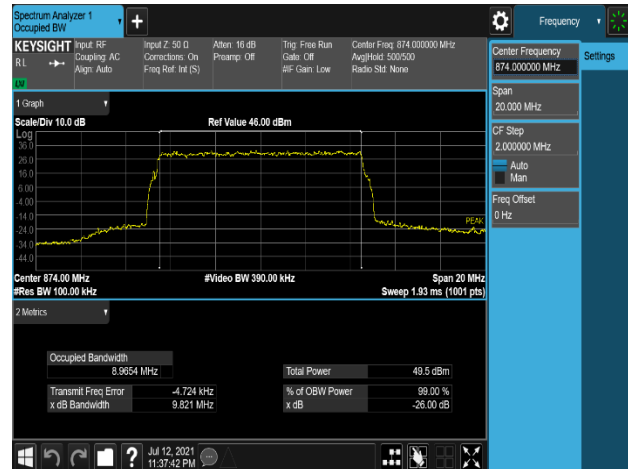 Spectrum Analyzer 1
Occupied BW
Frequency
KEYSIGHT
Input: RF
Input Z: 50 Ω
Atten: 16 dB
Trig: Free Run
Center Freq: 874.000000 MHz
R L
Coupling: AC
Corrections: On
Preamp: Off
Gate: Off
Avg|Hold: 500/500
Align: Auto
Freq Ref: Int (S)
#IF Gain: Low
Radio Std: None
Center Frequency
874.000000 MHz
Settings
Span
20.000 MHz
CF Step
2.000000 MHz
Auto
Man
Freq Offset
0 Hz
1 Graph
Scale/Div 10.0 dB
Ref Value 46.00 dBm
Log
36.0
26.0
16.0
6.00
-4.00
-14.0
-24.0
-34.0
-44.0
PEAK
Center 874.00 MHz
#Video BW 390.00 kHz
Span 20 MHz
#Res BW 100.00 kHz
Sweep 1.93 ms (1001 pts)
2 Metrics
Occupied Bandwidth
8.9654 MHz
Total Power
49.5 dBm
Transmit Freq Error
-4.724 kHz
% of OBW Power
99.00 %
x dB Bandwidth
9.821 MHz
x dB
-26.00 dB
?
Jul 12, 2021
11:37:42 PM